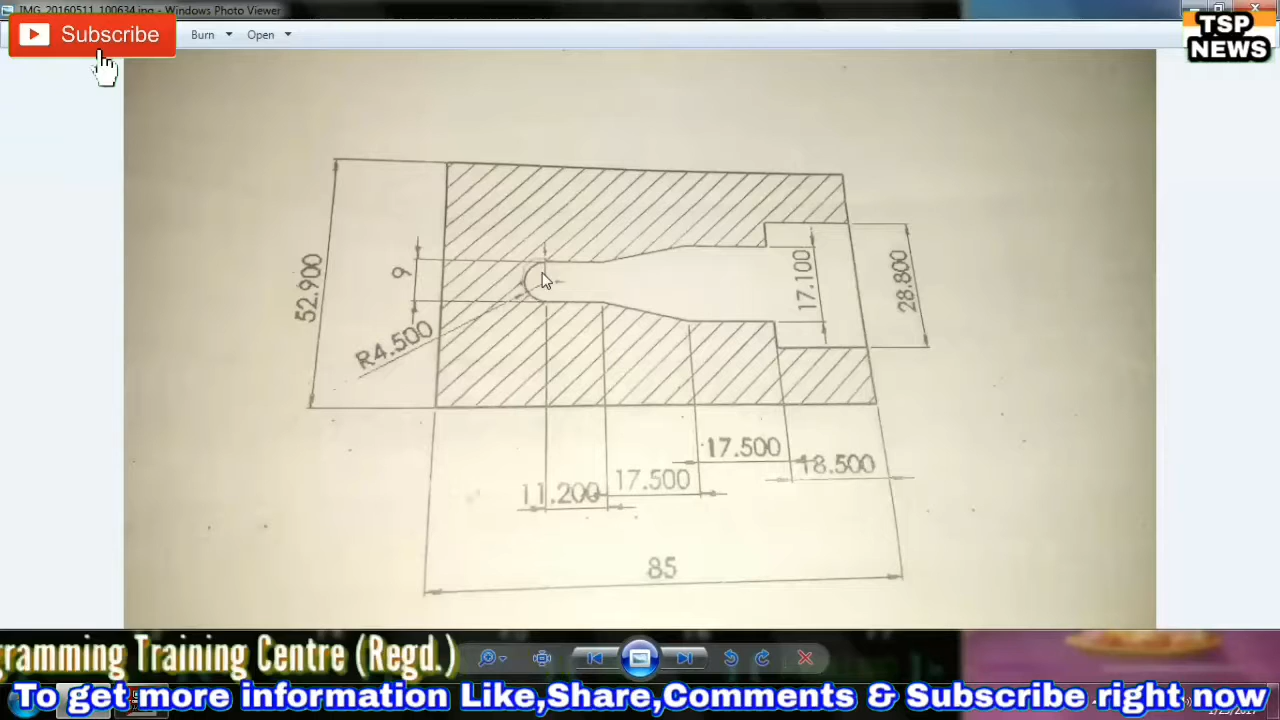 IMG_20160511_100634.jpg - Windows Photo Viewer
Subscribe
Burn
Open
TSP
NEWS
52.900
9
R4.500
17.100
28.800
17.500
18.500
17.500
11.200
85
gramming Training Centre (Regd.)
To get more information Like,Share,Comments & Subscribe right now